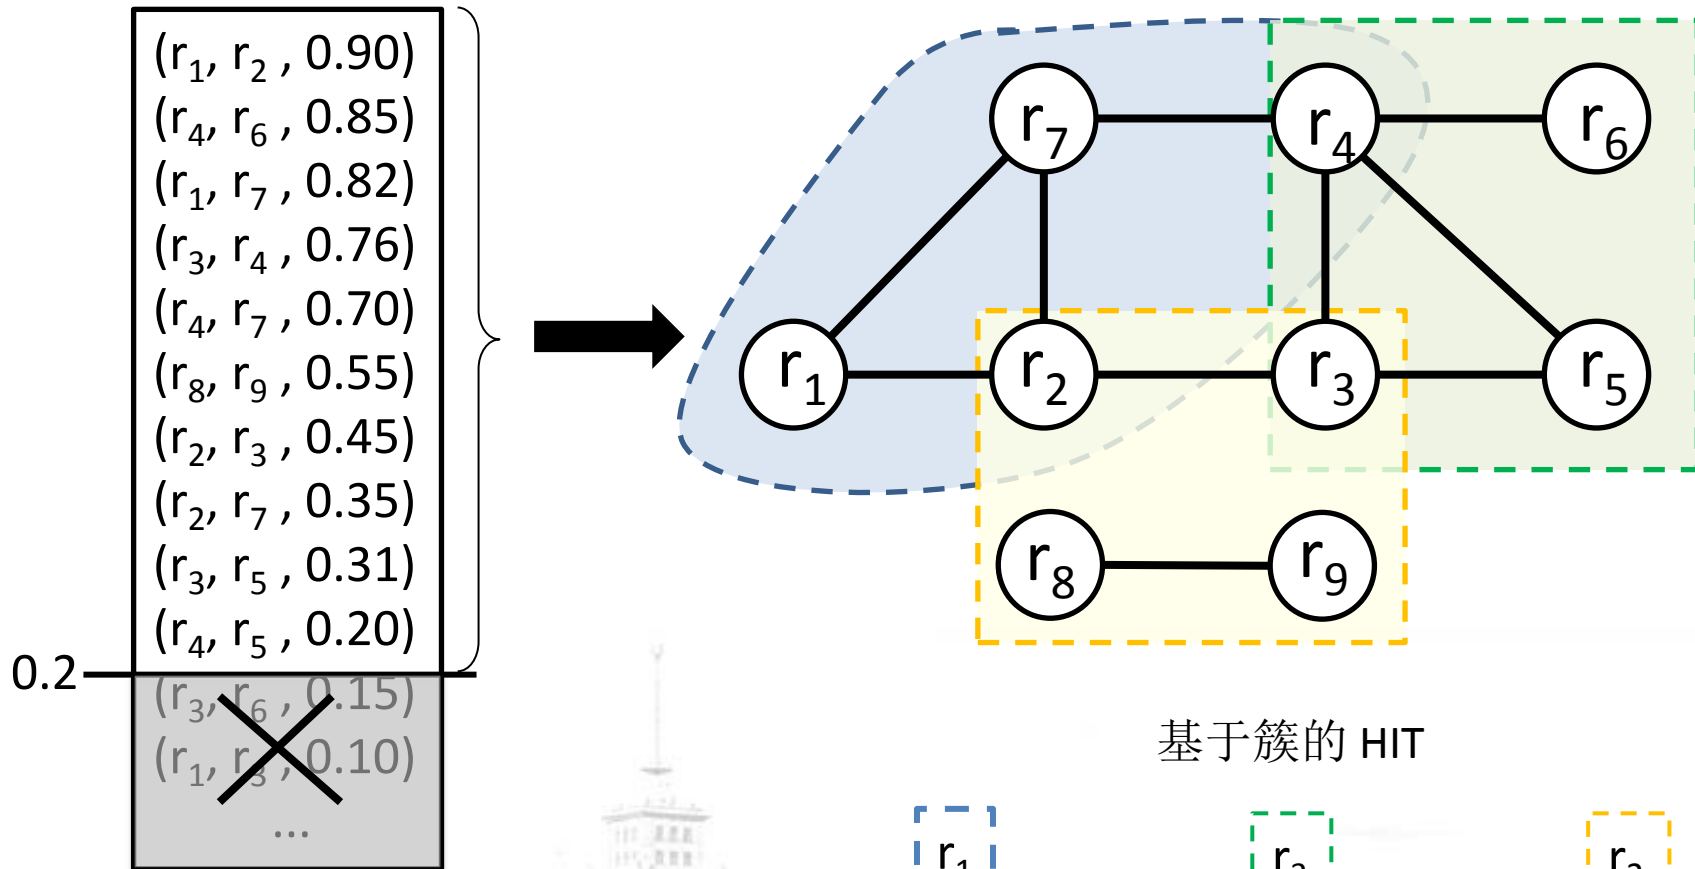 (r₁, r₂ , 0.90)
(r₄, r₆ , 0.85)
(r₁, r₇ , 0.82)
(r₃, r₄ , 0.76)
(r₄, r₇ , 0.70)
(r₈, r₉ , 0.55)
(r₂, r₃ , 0.45)
(r₂, r₇ , 0.35)
(r₃, r₅ , 0.31)
(r₄, r₅ , 0.20)
0.2
(r₃, r₆ , 0.15)
(r₁, r₃ , 0.10)
...
r₇ r₄ r₆
r₁ r₂ r₃ r₅
r₈ r₉
基于簇的 HIT
r₁